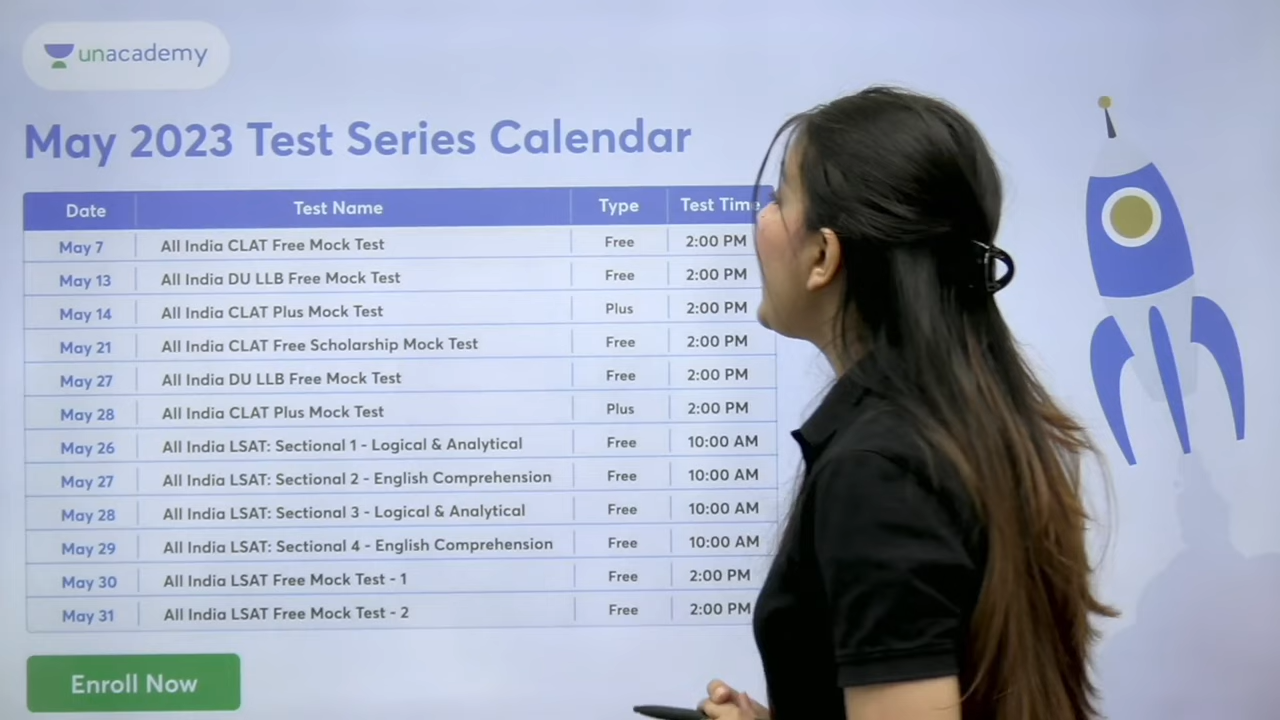 unacademy
May 2023 Test Series Calendar
Date Test Name Type Test Time
May 7 All India CLAT Free Mock Test Free 2:00 PM
May 13 All India DU LLB Free Mock Test Free 2:00 PM
May 14 All India CLAT Plus Mock Test Plus 2:00 PM
May 21 All India CLAT Free Scholarship Mock Test Free 2:00 PM
May 27 All India DU LLB Free Mock Test Free 2:00 PM
May 28 All India CLAT Plus Mock Test Plus 2:00 PM
May 26 All India LSAT: Sectional 1 - Logical & Analytical Free 10:00 AM
May 27 All India LSAT: Sectional 2 - English Comprehension Free 10:00 AM
May 28 All India LSAT: Sectional 3 - Logical & Analytical Free 10:00 AM
May 29 All India LSAT: Sectional 4 - English Comprehension Free 10:00 AM
May 30 All India LSAT Free Mock Test - 1 Free 2:00 PM
May 31 All India LSAT Free Mock Test - 2 Free 2:00 PM
Enroll Now